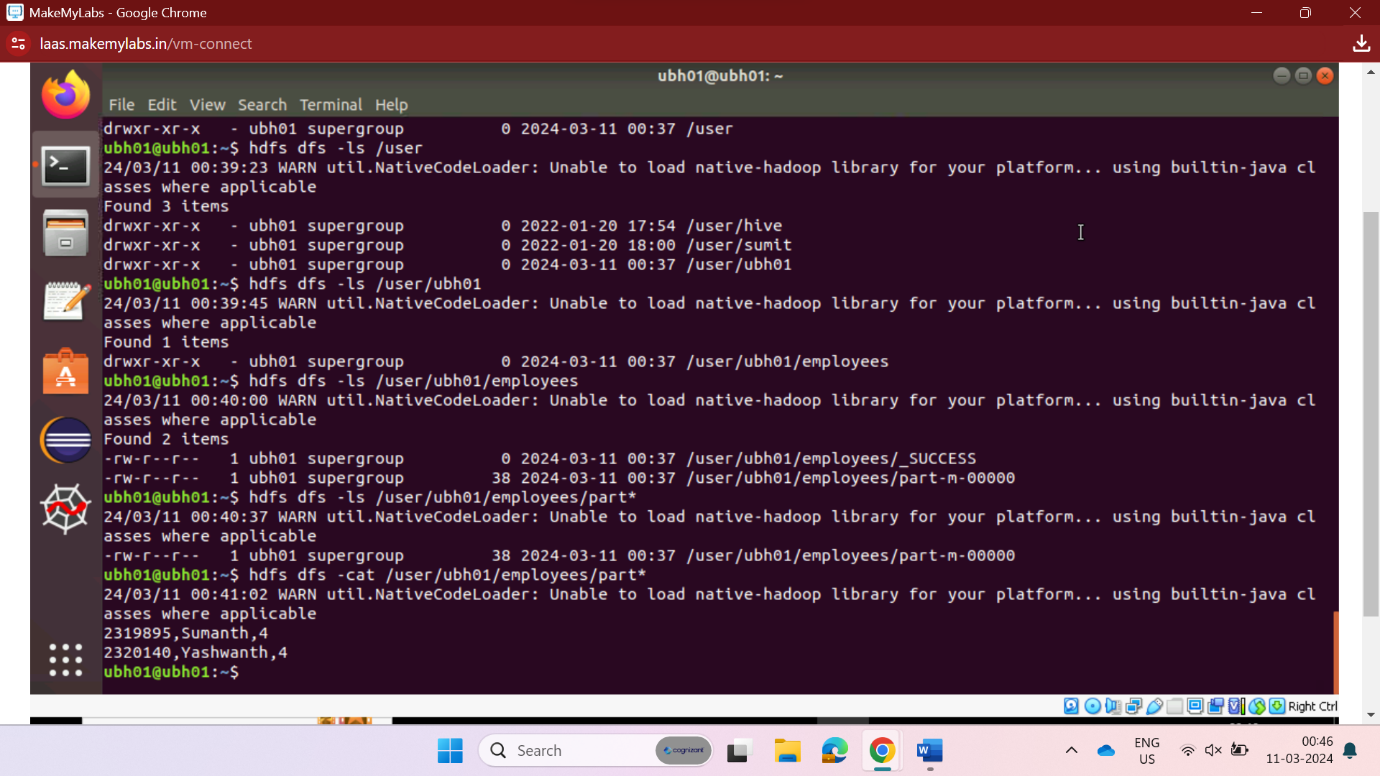 MakeMyLabs - Google Chrome
laas.makemylabs.in/vm-connect
ubh01@ubh01: ~
File Edit View Search Terminal Help
drwxr-xr-x   - ubh01 supergroup          0 2024-03-11 00:37 /user
ubh01@ubh01:~$ hdfs dfs -ls /user
24/03/11 00:39:23 WARN util.NativeCodeLoader: Unable to load native-hadoop library for your platform... using builtin-java cl
asses where applicable
Found 3 items
drwxr-xr-x   - ubh01 supergroup          0 2022-01-20 17:54 /user/hive
drwxr-xr-x   - ubh01 supergroup          0 2022-01-20 18:00 /user/sumit
drwxr-xr-x   - ubh01 supergroup          0 2024-03-11 00:37 /user/ubh01
ubh01@ubh01:~$ hdfs dfs -ls /user/ubh01
24/03/11 00:39:45 WARN util.NativeCodeLoader: Unable to load native-hadoop library for your platform... using builtin-java cl
asses where applicable
Found 1 items
drwxr-xr-x   - ubh01 supergroup          0 2024-03-11 00:37 /user/ubh01/employees
ubh01@ubh01:~$ hdfs dfs -ls /user/ubh01/employees
24/03/11 00:40:00 WARN util.NativeCodeLoader: Unable to load native-hadoop library for your platform... using builtin-java cl
asses where applicable
Found 2 items
-rw-r--r--   1 ubh01 supergroup          0 2024-03-11 00:37 /user/ubh01/employees/_SUCCESS
-rw-r--r--   1 ubh01 supergroup         38 2024-03-11 00:37 /user/ubh01/employees/part-m-00000
ubh01@ubh01:~$ hdfs dfs -ls /user/ubh01/employees/part*
24/03/11 00:40:37 WARN util.NativeCodeLoader: Unable to load native-hadoop library for your platform... using builtin-java cl
asses where applicable
-rw-r--r--   1 ubh01 supergroup         38 2024-03-11 00:37 /user/ubh01/employees/part-m-00000
ubh01@ubh01:~$ hdfs dfs -cat /user/ubh01/employees/part*
24/03/11 00:41:02 WARN util.NativeCodeLoader: Unable to load native-hadoop library for your platform... using builtin-java cl
asses where applicable
2319895,Sumanth,4
2320140,Yashwanth,4
ubh01@ubh01:~$
Right Ctrl
Search
cognizant
ENG
US
00:46
11-03-2024